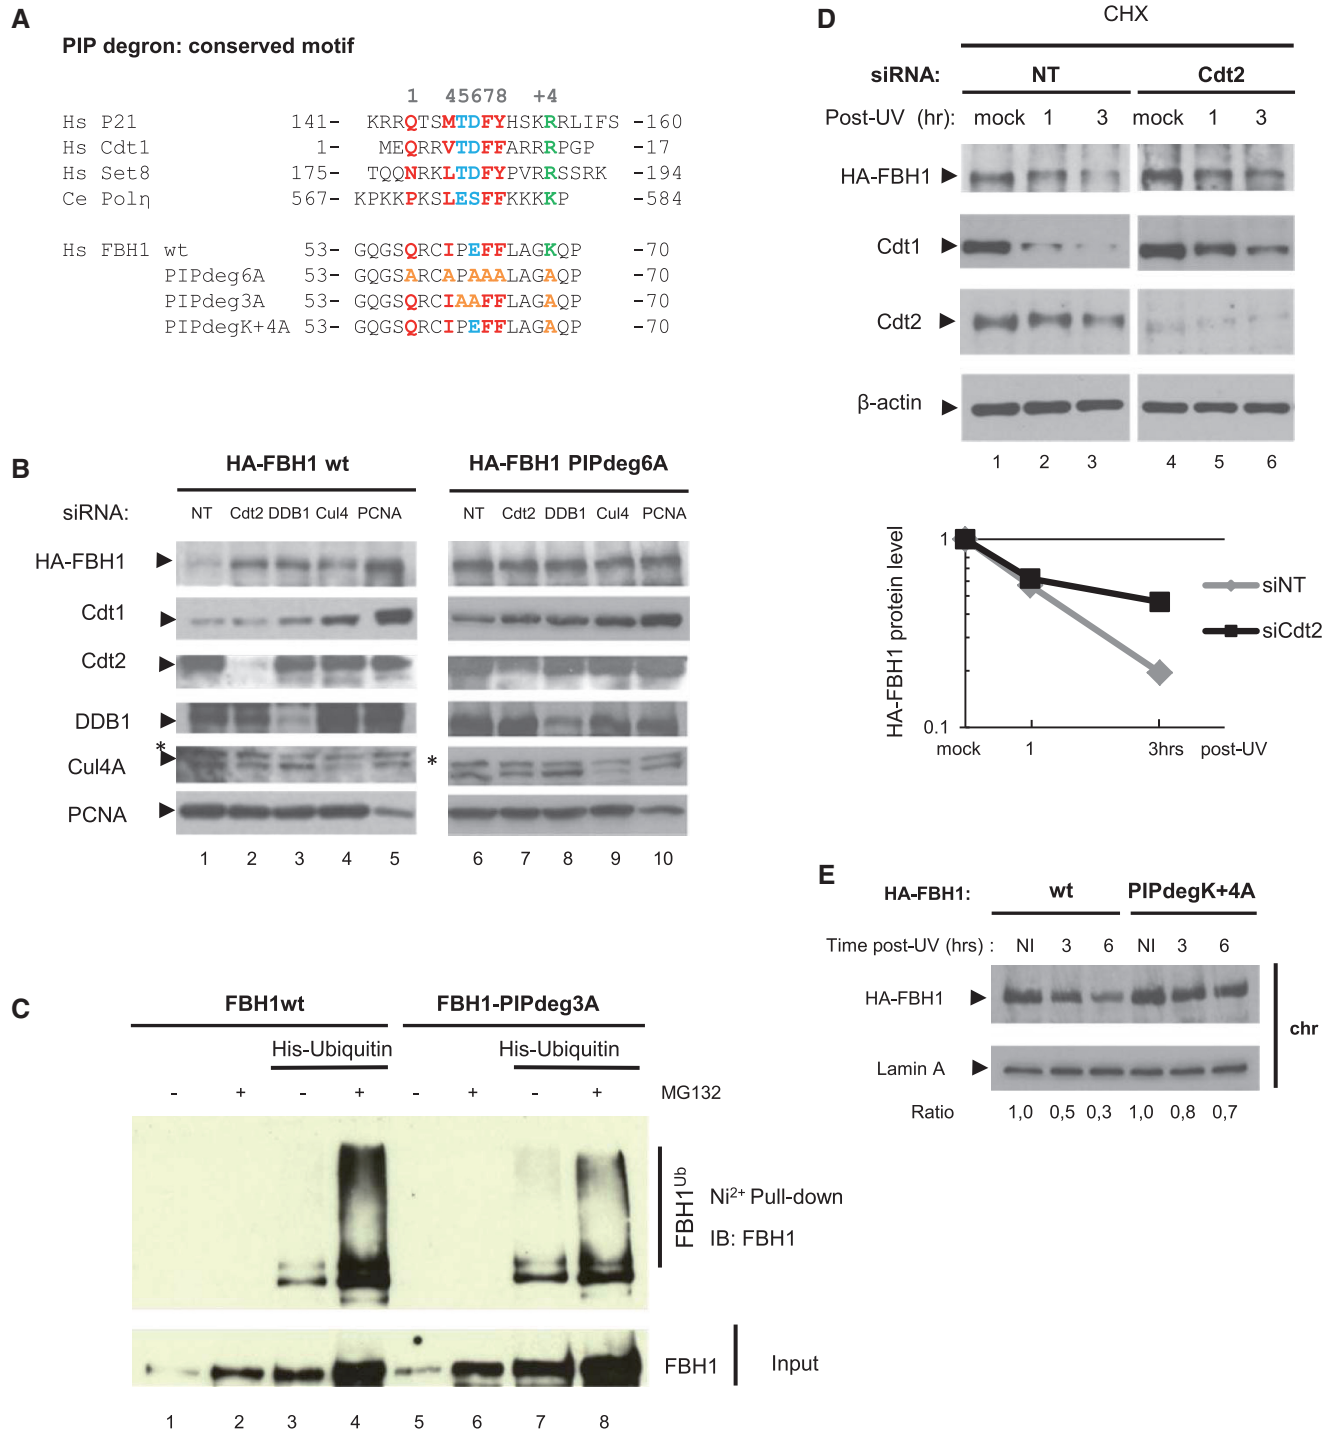 A
PIP degron: conserved motif
1 45678 +4
Hs P21 141- KRRQTSMTDFYHSKRRLIFS -160
Hs Cdt1 1- MEQRRVTDFFARRRPGP -17
Hs Set8 175- TQQNRKLTDFYPVRRSSRK -194
Ce Polη 567- KPKKPKSLESFFKKKKP -584
Hs FBH1 wt 53- GQGSQRCIPEFFLAGKQP -70
PIPdeg6A 53- GQGSARCAPAAALAGAQP -70
PIPdeg3A 53- GQGSQRCIAAFFLAGAQP -70
PIPdegK+4A 53- GQGSQRCIPEFFLAGAQP -70
B
HA-FBH1 wt HA-FBH1 PIPdeg6A
siRNA: NT Cdt2 DDB1 Cul4 PCNA NT Cdt2 DDB1 Cul4 PCNA
HA-FBH1
Cdt1
Cdt2
DDB1
*
Cul4A *
PCNA
1 2 3 4 5 6 7 8 9 10
C
FBH1wt FBH1-PIPdeg3A
His-Ubiquitin His-Ubiquitin
- + - + - + - + MG132
FBH1Ub
Ni2+ Pull-down
IB: FBH1
FBH1 Input
1 2 3 4 5 6 7 8
D
CHX
siRNA: NT Cdt2
Post-UV (hr): mock 1 3 mock 1 3
HA-FBH1
Cdt1
Cdt2
β-actin
1 2 3 4 5 6
HA-FBH1 protein level
1
0.1
siNT
siCdt2
mock 1 3hrs post-UV
E
HA-FBH1: wt PIPdegK+4A
Time post-UV (hrs) : NI 3 6 NI 3 6
HA-FBH1
Lamin A
chr
Ratio 1,0 0,5 0,3 1,0 0,8 0,7